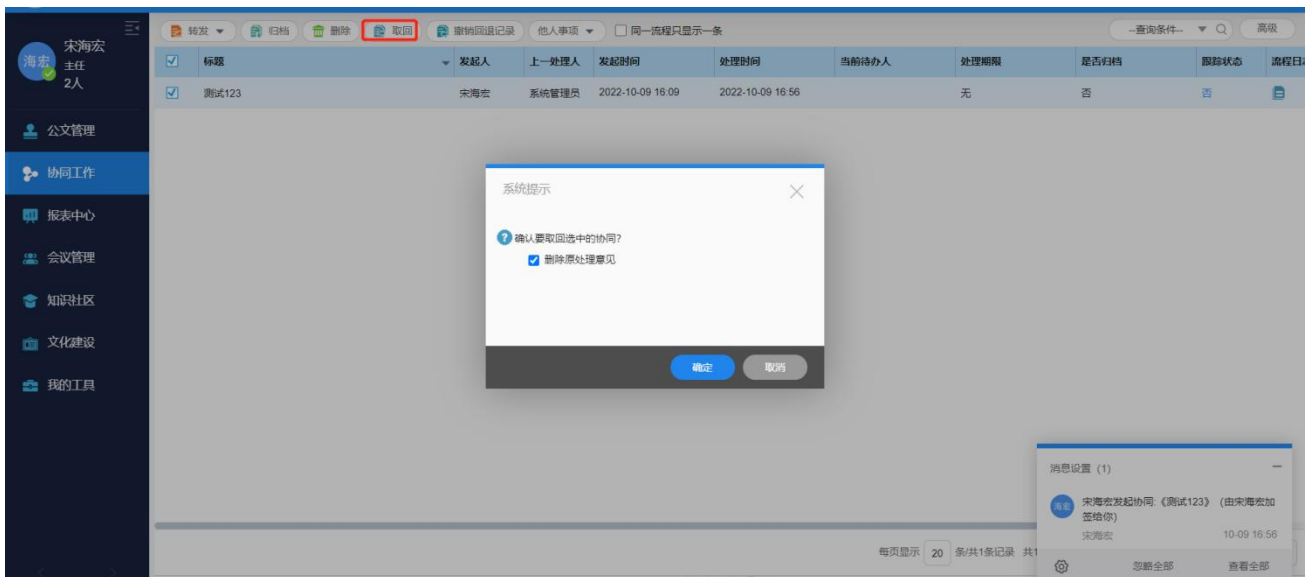 宋海宏
海宏
主任
2人
公文管理
协同工作
报表中心
会议管理
知识社区
文化建设
我的工具
转发 归档 删除 取回 撤销回退记录 他人事项 同一流程只显示一条 --查询条件-- 高级
标题 发起人 上一处理人 发起时间 处理时间 当前待办人 处理期限 是否归档 跟踪状态 流程日
测试123 宋海宏 系统管理员 2022-10-09 16:09 2022-10-09 16:56 无 否 否
系统提示
确认要取回选中的协同?
删除原处理意见
确定 取消
消息设置 (1)
海宏
宋海宏发起协同:《测试123》 (由宋海宏加
签给你)
宋海宏 10-09 16:56
忽略全部 查看全部
每页显示 20 条/共1条记录 共1